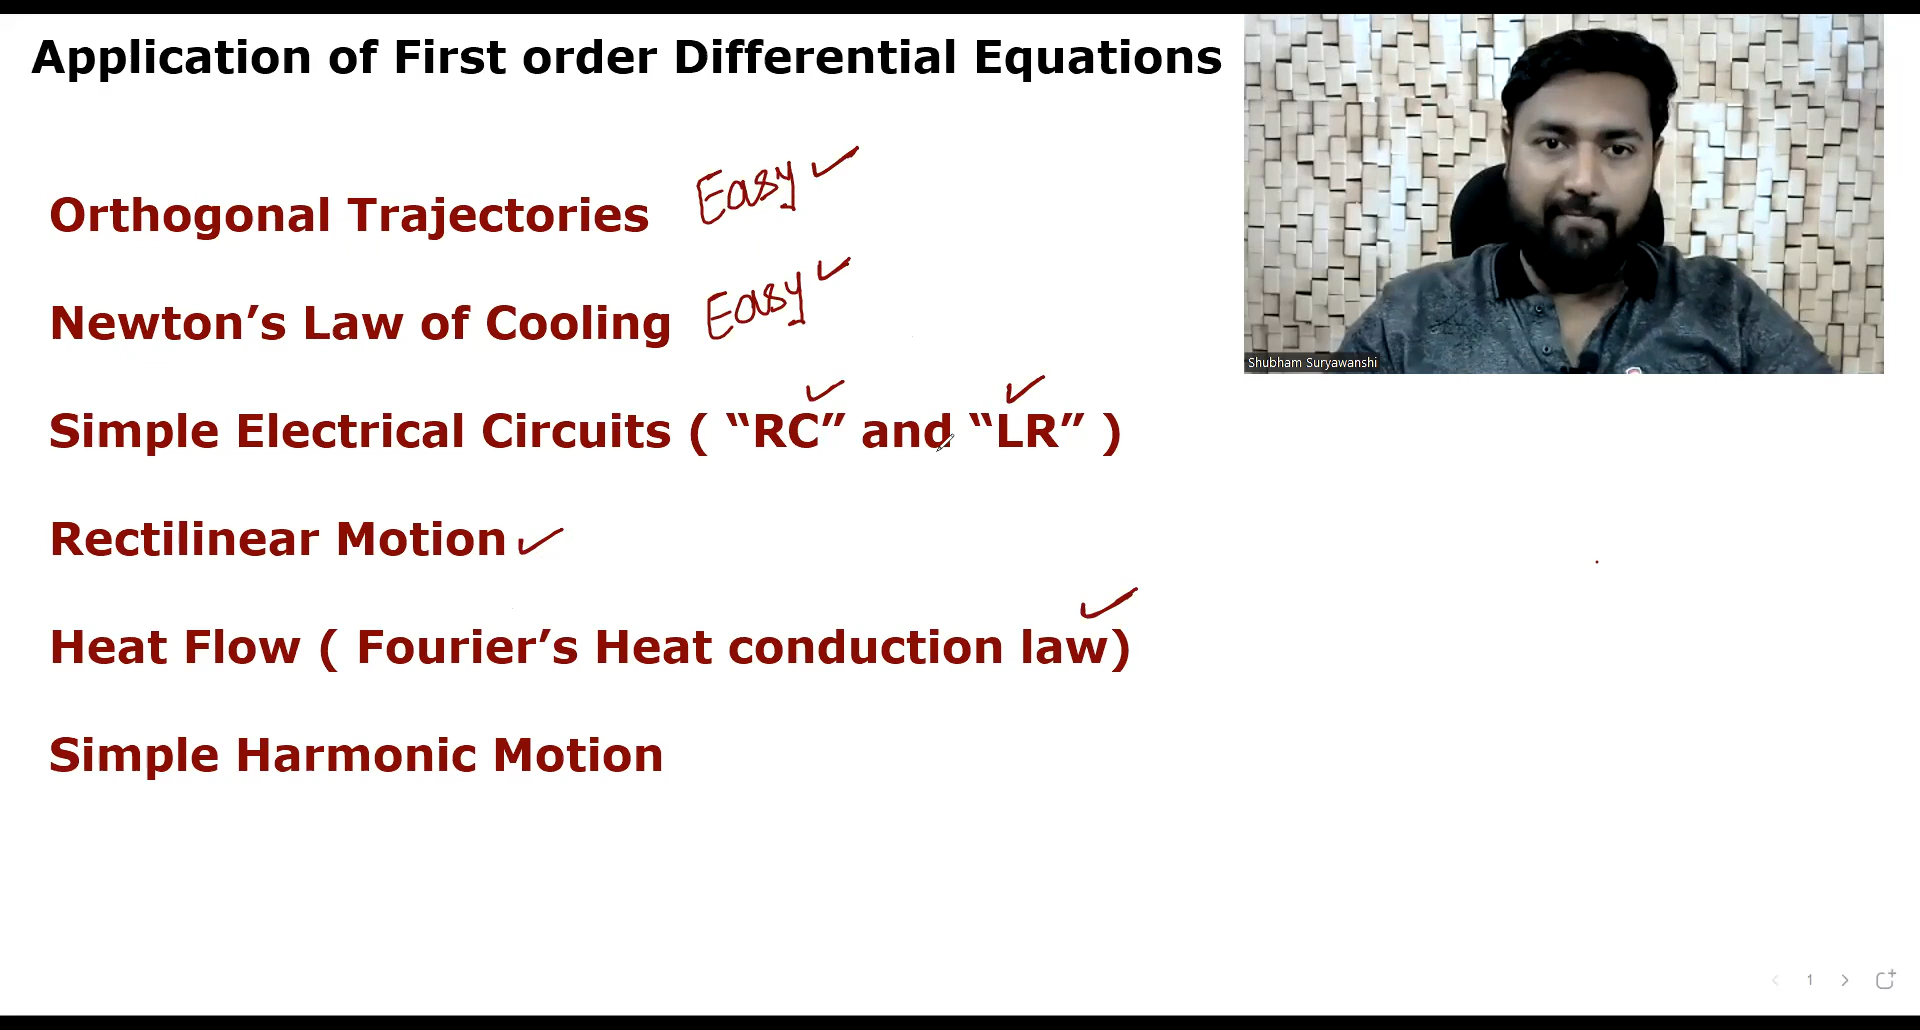 Application of First order Differential Equations
Orthogonal Trajectories Easy ✓
Newton’s Law of Cooling Easy ✓
Simple Electrical Circuits ( “RC” and “LR” ) ✓ ✓
Rectilinear Motion ✓
Heat Flow ( Fourier’s Heat conduction law) ✓
Simple Harmonic Motion
Shubham Suryawanshi
1